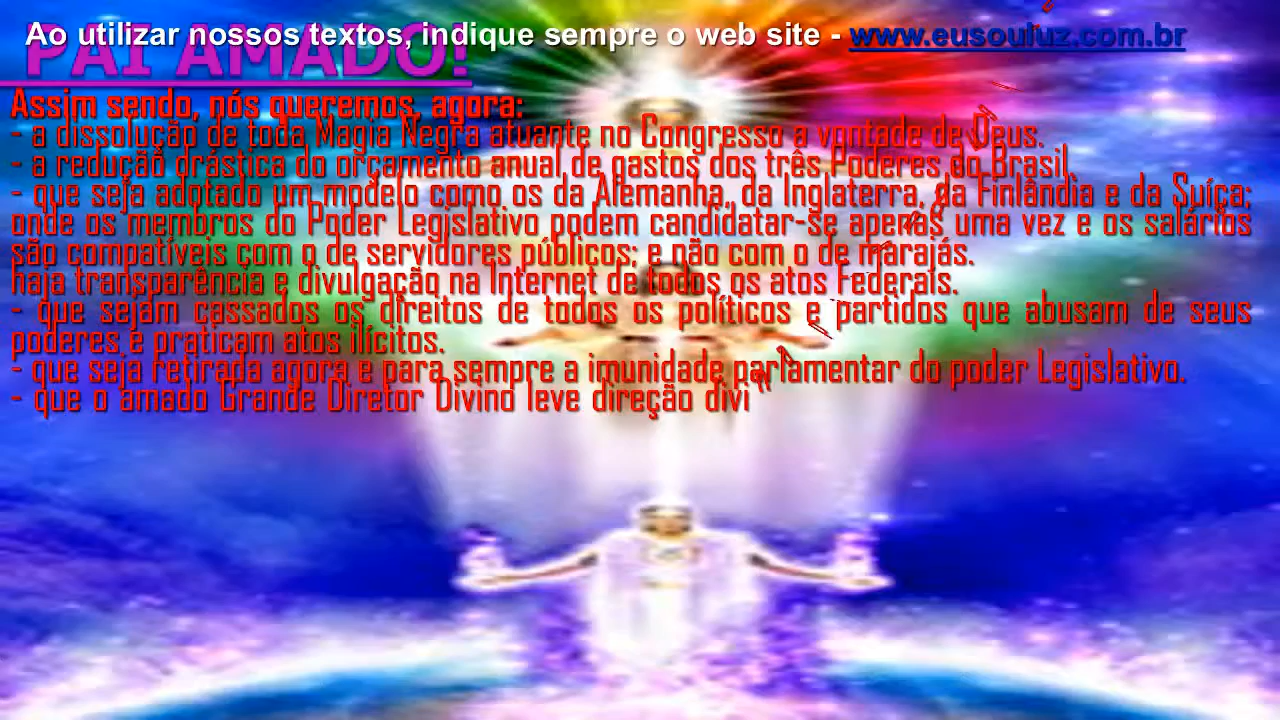 Ao utilizar nossos textos, indique sempre o web site - www.eusouluz.com.br
PAI AMADO!
Assim sendo, nós queremos, agora:
- a dissolução de toda Magia Negra atuante no Congresso a vontade de Deus.
- a redução drástica do orçamento anual de gastos dos três Poderes do Brasil
- que seja adotado um modelo como os da Alemanha, da Inglaterra, da Finlândia e da Suíça;
onde os membros do Poder Legislativo podem candidatar-se apenas uma vez e os salários
são compatíveis com o de servidores públicos; e não com o de marajás.
haja transparência e divulgação na Internet de todos os atos Federais.
- que sejam cassados os direitos de todos os políticos e partidos que abusam de seus
poderes e praticam atos ilícitos.
- que seja retirada agora e para sempre a imunidade parlamentar do poder Legislativo.
- que o amado Grande Diretor Divino leve direção divi